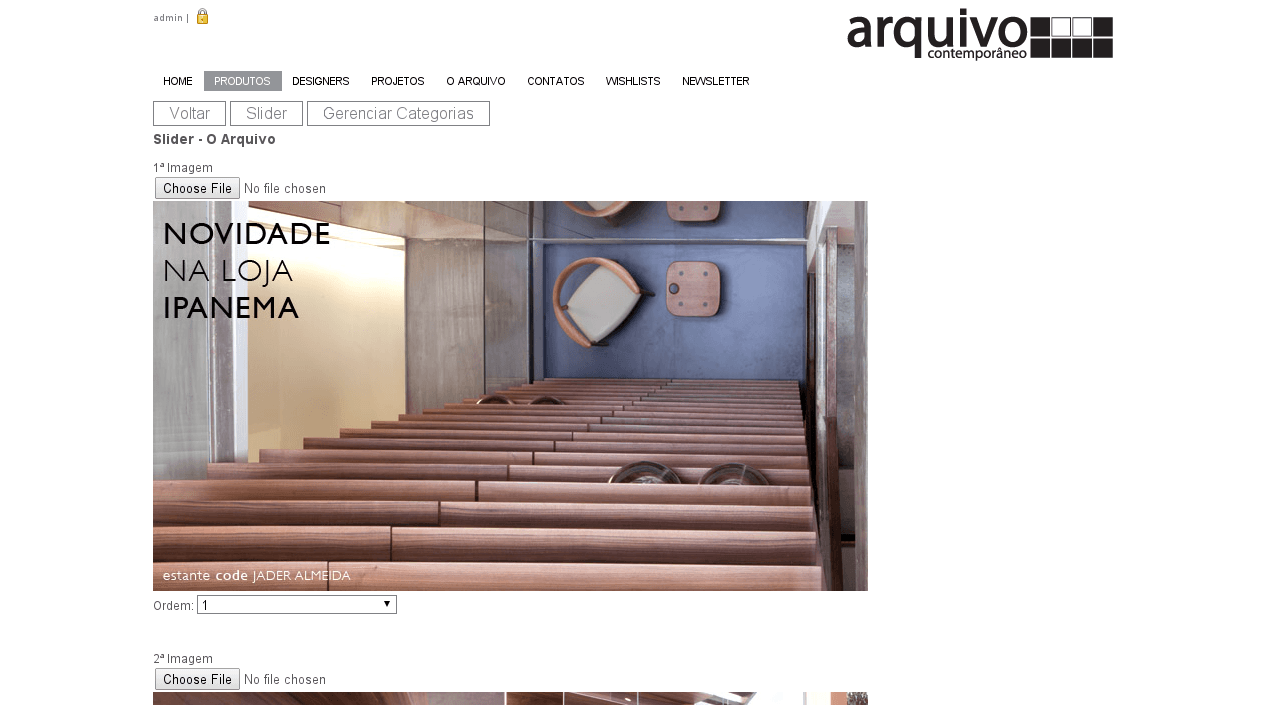 admin |
arquivo
contemporâneo
HOME PRODUTOS DESIGNERS PROJETOS O ARQUIVO CONTATOS WISHLISTS NEWSLETTER
Voltar Slider Gerenciar Categorias
Slider - O Arquivo
1ª Imagem
Choose File No file chosen
NOVIDADE
NA LOJA
IPANEMA
estante code JADER ALMEIDA
Ordem: 1
2ª Imagem
Choose File No file chosen